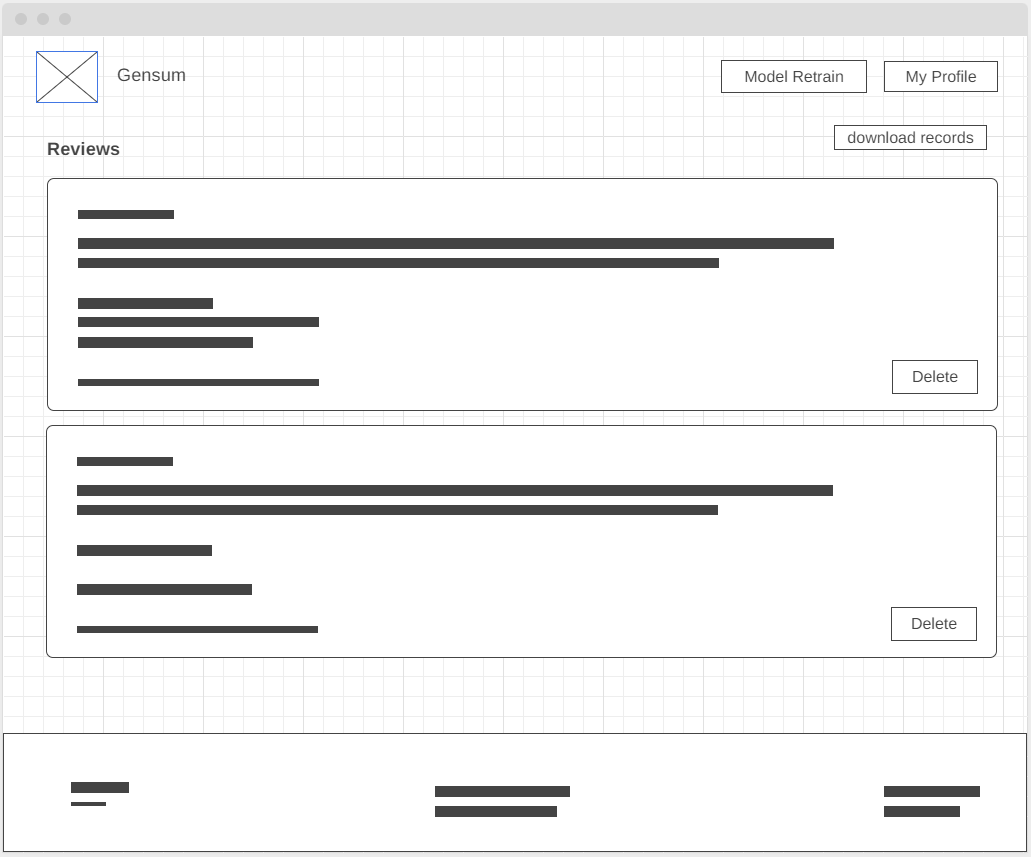 Gensum
Model Retrain
My Profile
download records
Reviews
Delete
Delete